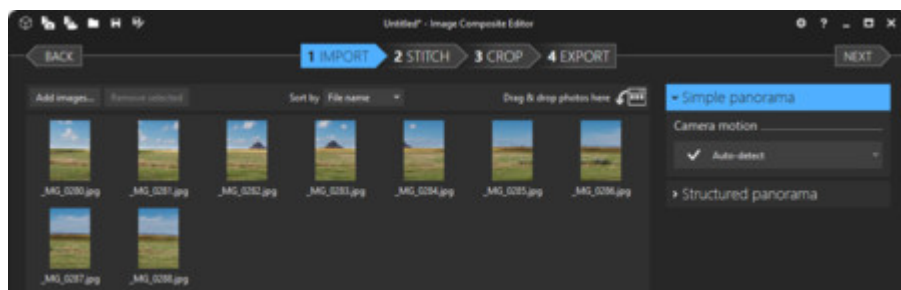 Untitled* - Image Composite Editor
?
BACK
1 IMPORT
2 STITCH
3 CROP
4 EXPORT
NEXT
Add images...
Remove selected
Sort by
File name
Drag & drop photos here
Simple panorama
Camera motion
Auto-detect
Structured panorama
_MG_0280.jpg
_MG_0281.jpg
_MG_0282.jpg
_MG_0283.jpg
_MG_0284.jpg
_MG_0285.jpg
_MG_0286.jpg
_MG_0287.jpg
_MG_0288.jpg